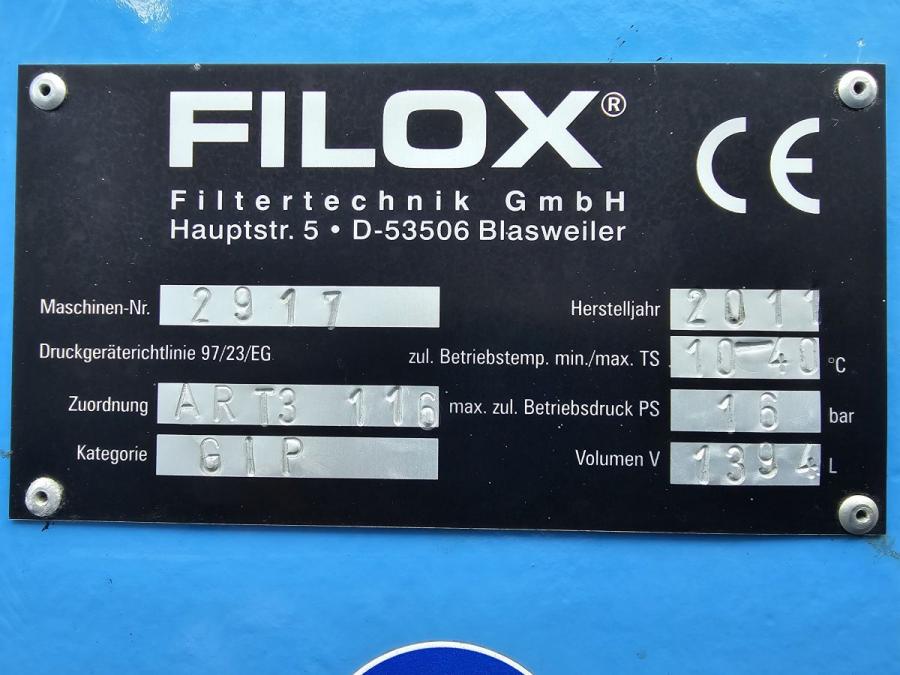 FILOX®
CE
Filtertechnik GmbH
Hauptstr. 5 • D-53506 Blasweiler
Maschinen-Nr. 2917
Herstelljahr 2011
Druckgeräterichtlinie 97/23/EG
zul. Betriebstemp. min./max. TS 10-40 °C
Zuordnung ART3 116
max. zul. Betriebsdruck PS 16 bar
Kategorie GIP
Volumen V 1394 L